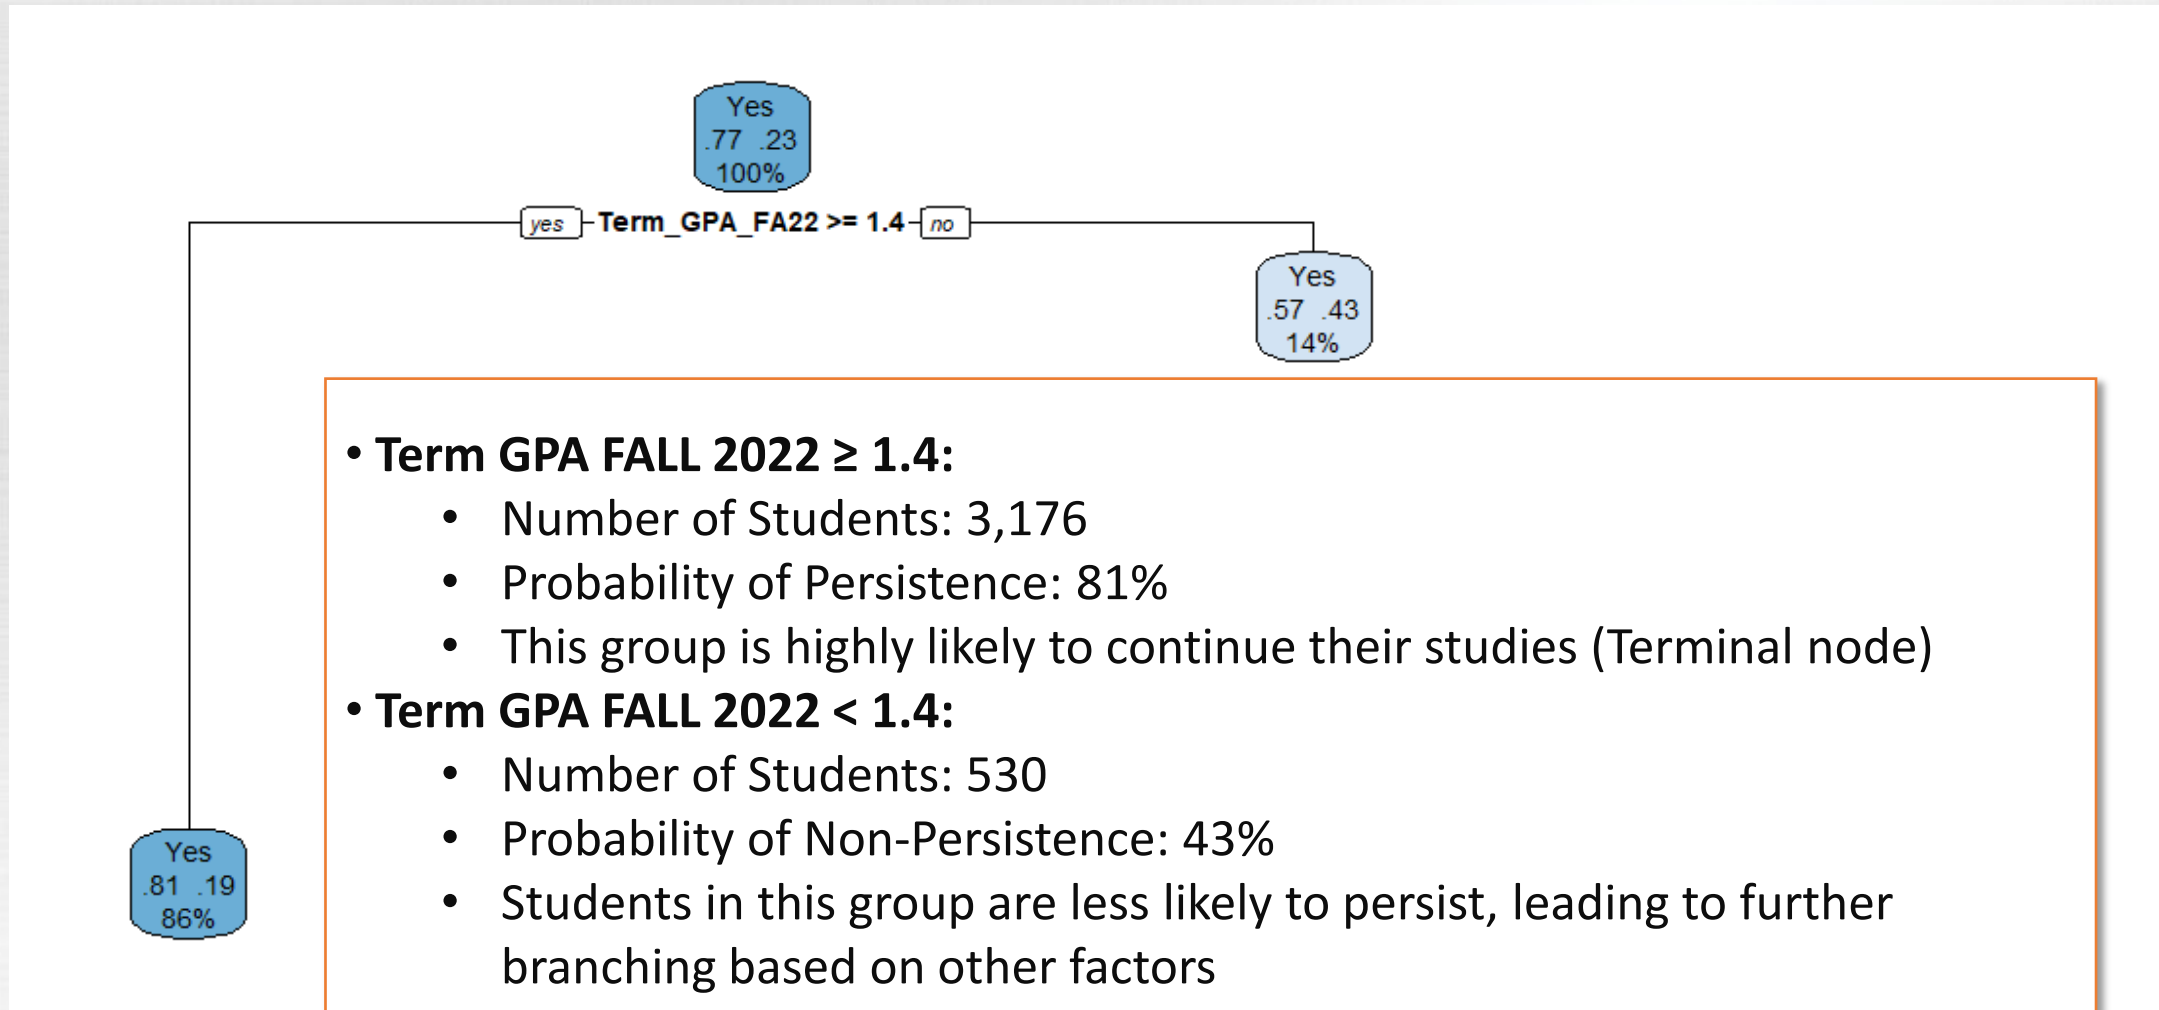 Yes
.77 .23
100%
yes Term_GPA_FA22 >= 1.4 no
Yes
.57 .43
14%
• Term GPA FALL 2022 ≥ 1.4:
• Number of Students: 3,176
• Probability of Persistence: 81%
• This group is highly likely to continue their studies (Terminal node)
• Term GPA FALL 2022 < 1.4:
• Number of Students: 530
• Probability of Non-Persistence: 43%
• Students in this group are less likely to persist, leading to further
branching based on other factors
Yes
.81 .19
86%